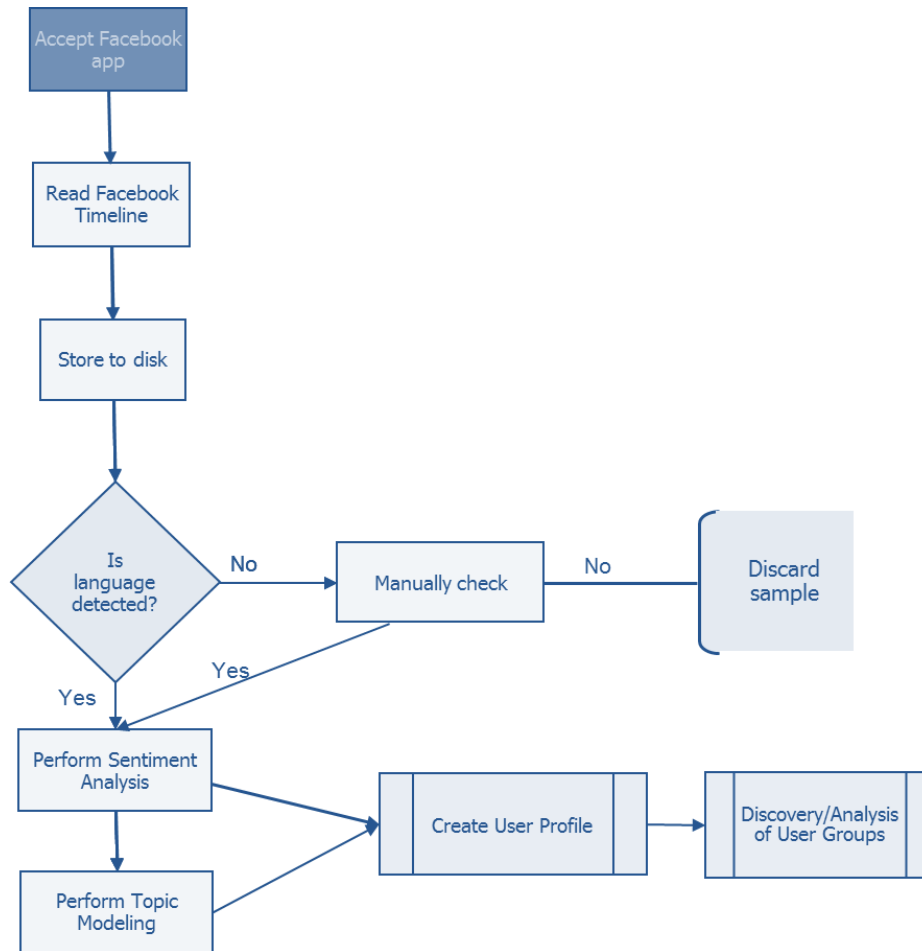 Accept Facebook
app
Read Facebook
Timeline
Store to disk
Is
language
detected?
No
Manually check
No
Discard
sample
Yes
Yes
Perform Sentiment
Analysis
Create User Profile
Discovery/Analysis
of User Groups
Perform Topic
Modeling